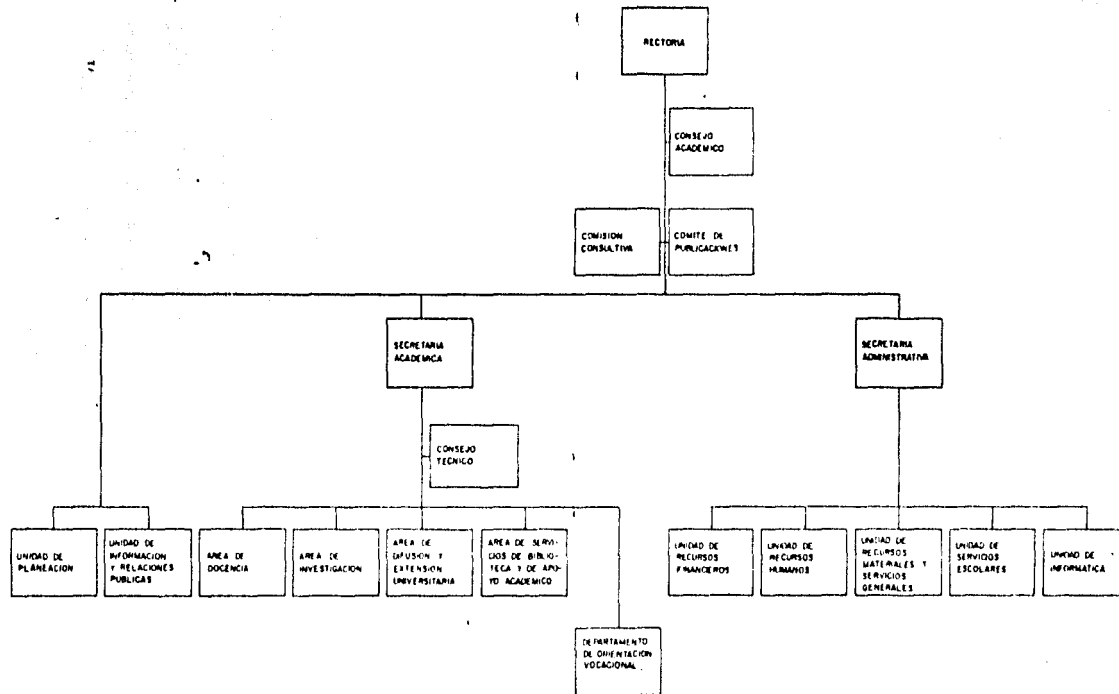 RECTORIA
CONSEJO
ACADEMICO
COMISION
CONSULTIVA
COMITE DE
PUBLICACIONES
SECRETARIA
ACADEMICA
SECRETARIA
ADMINISTRATIVA
CONSEJO
TECNICO
UNIDAD DE
PLANEACION
UNIDAD DE
INFORMACION
Y RELACIONES
PUBLICAS
AREA DE
DOCENCIA
AREA DE
INVESTIGACION
AREA DE
DIFUSION Y
EXTENSION
UNIVERSITARIA
AREA DE SERVI-
CIOS DE BIBLIO-
TECA Y DE APO-
YO ACADEMICO
UNIDAD DE
RECURSOS
FINANCIEROS
UNIDAD DE
RECURSOS
HUMANOS
UNIDAD DE
RECURSOS
MATERIALES Y
SERVICIOS
GENERALES
UNIDAD DE
SERVICIOS
ESCOLARES
UNIDAD DE
INFORMATICA
DEPARTAMENTO
DE ORIENTACION
VOCACIONAL